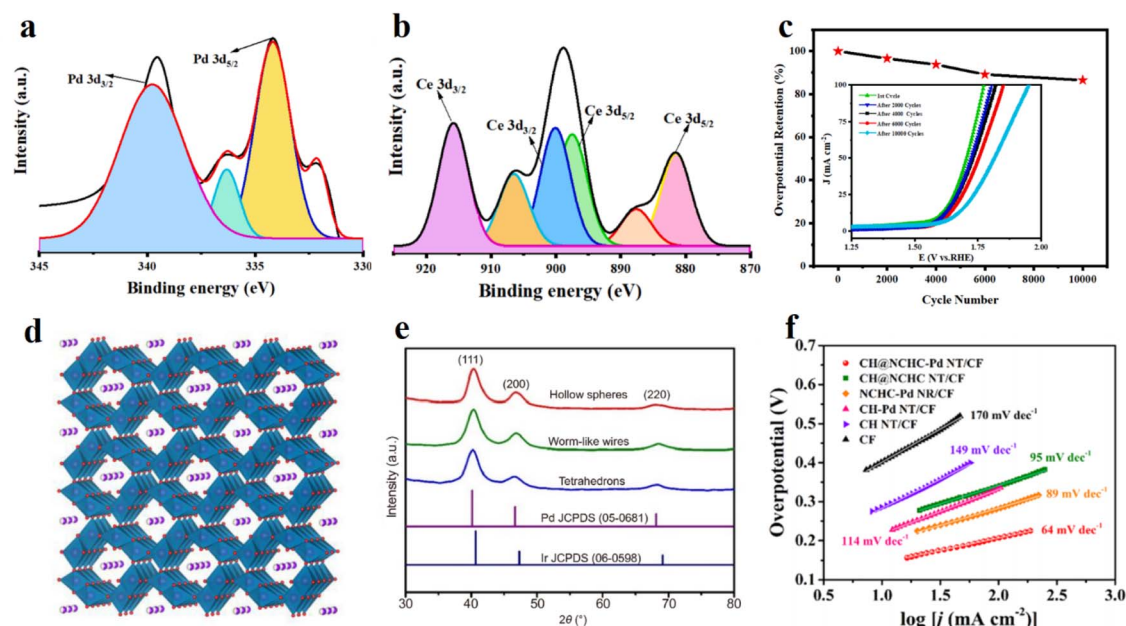 a
Pd 3d5/2
Pd 3d3/2
Intensity (a.u.)
345
340
335
330
Binding energy (eV)
b
Ce 3d3/2
Ce 3d5/2
Ce 3d3/2
Ce 3d5/2
Intensity (a.u.)
920
910
900
890
880
870
Binding energy (eV)
c
Overpotential Retention (%)
100
80
60
40
20
0
0
2000
4000
6000
8000
10000
Cycle Number
1st Cycle
After 2000 Cycles
After 4000 Cycles
After 6000 Cycles
After 10000 Cycles
J (mA cm-2)
100
75
50
25
0
1.25
1.50
1.75
2.00
E (V vs.RHE)
d
e
(111)
(200)
(220)
Hollow spheres
Worm-like wires
Tetrahedrons
Pd JCPDS (05-0681)
Ir JCPDS (06-0598)
Intensity (a.u.)
30
40
50
60
70
80
2θ (°)
f
Overpotential (V)
0.7
0.6
0.5
0.4
0.3
0.2
0.1
CH@NCHC-Pd NT/CF
CH@NCHC NT/CF
NCHC-Pd NR/CF
CH-Pd NT/CF
CH NT/CF
CF
170 mV dec-1
149 mV dec-1
95 mV dec-1
89 mV dec-1
114 mV dec-1
64 mV dec-1
0.5
1.0
1.5
2.0
2.5
3.0
log [j (mA cm-2)]